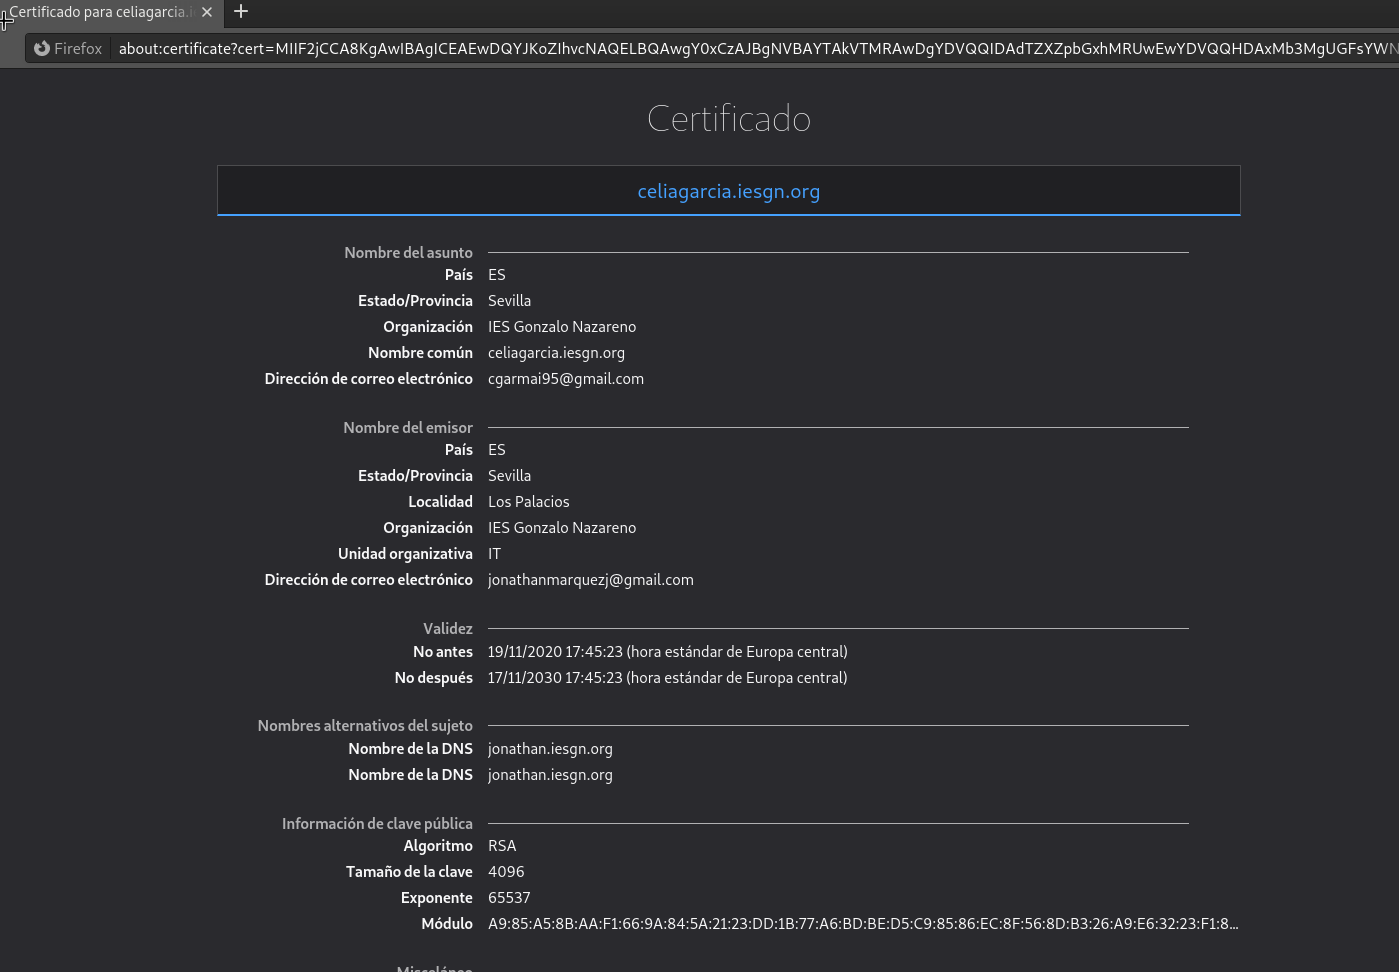 Certificado para celiagarcia.i
Firefox about:certificate?cert=MIIF2jCCA8KgAwIBAgICEAEwDQYJKoZIhvcNAQELBQAwgY0xCzAJBgNVBAYTAkVTMRAwDgYDVQQIDAdTZXZpbGxhMRUwEwYDVQQHDAxMb3MgUGFsYWN
Certificado
celiagarcia.iesgn.org
Nombre del asunto
País ES
Estado/Provincia Sevilla
Organización IES Gonzalo Nazareno
Nombre común celiagarcia.iesgn.org
Dirección de correo electrónico cgarmai95@gmail.com
Nombre del emisor
País ES
Estado/Provincia Sevilla
Localidad Los Palacios
Organización IES Gonzalo Nazareno
Unidad organizativa IT
Dirección de correo electrónico jonathanmarquezj@gmail.com
Validez
No antes 19/11/2020 17:45:23 (hora estándar de Europa central)
No después 17/11/2030 17:45:23 (hora estándar de Europa central)
Nombres alternativos del sujeto
Nombre de la DNS jonathan.iesgn.org
Nombre de la DNS jonathan.iesgn.org
Información de clave pública
Algoritmo RSA
Tamaño de la clave 4096
Exponente 65537
Módulo A9:85:A5:8B:AA:F1:66:9A:84:5A:21:23:DD:1B:77:A6:BD:BE:D5:C9:85:86:EC:8F:56:8D:B3:26:A9:E6:32:23:F1:8...